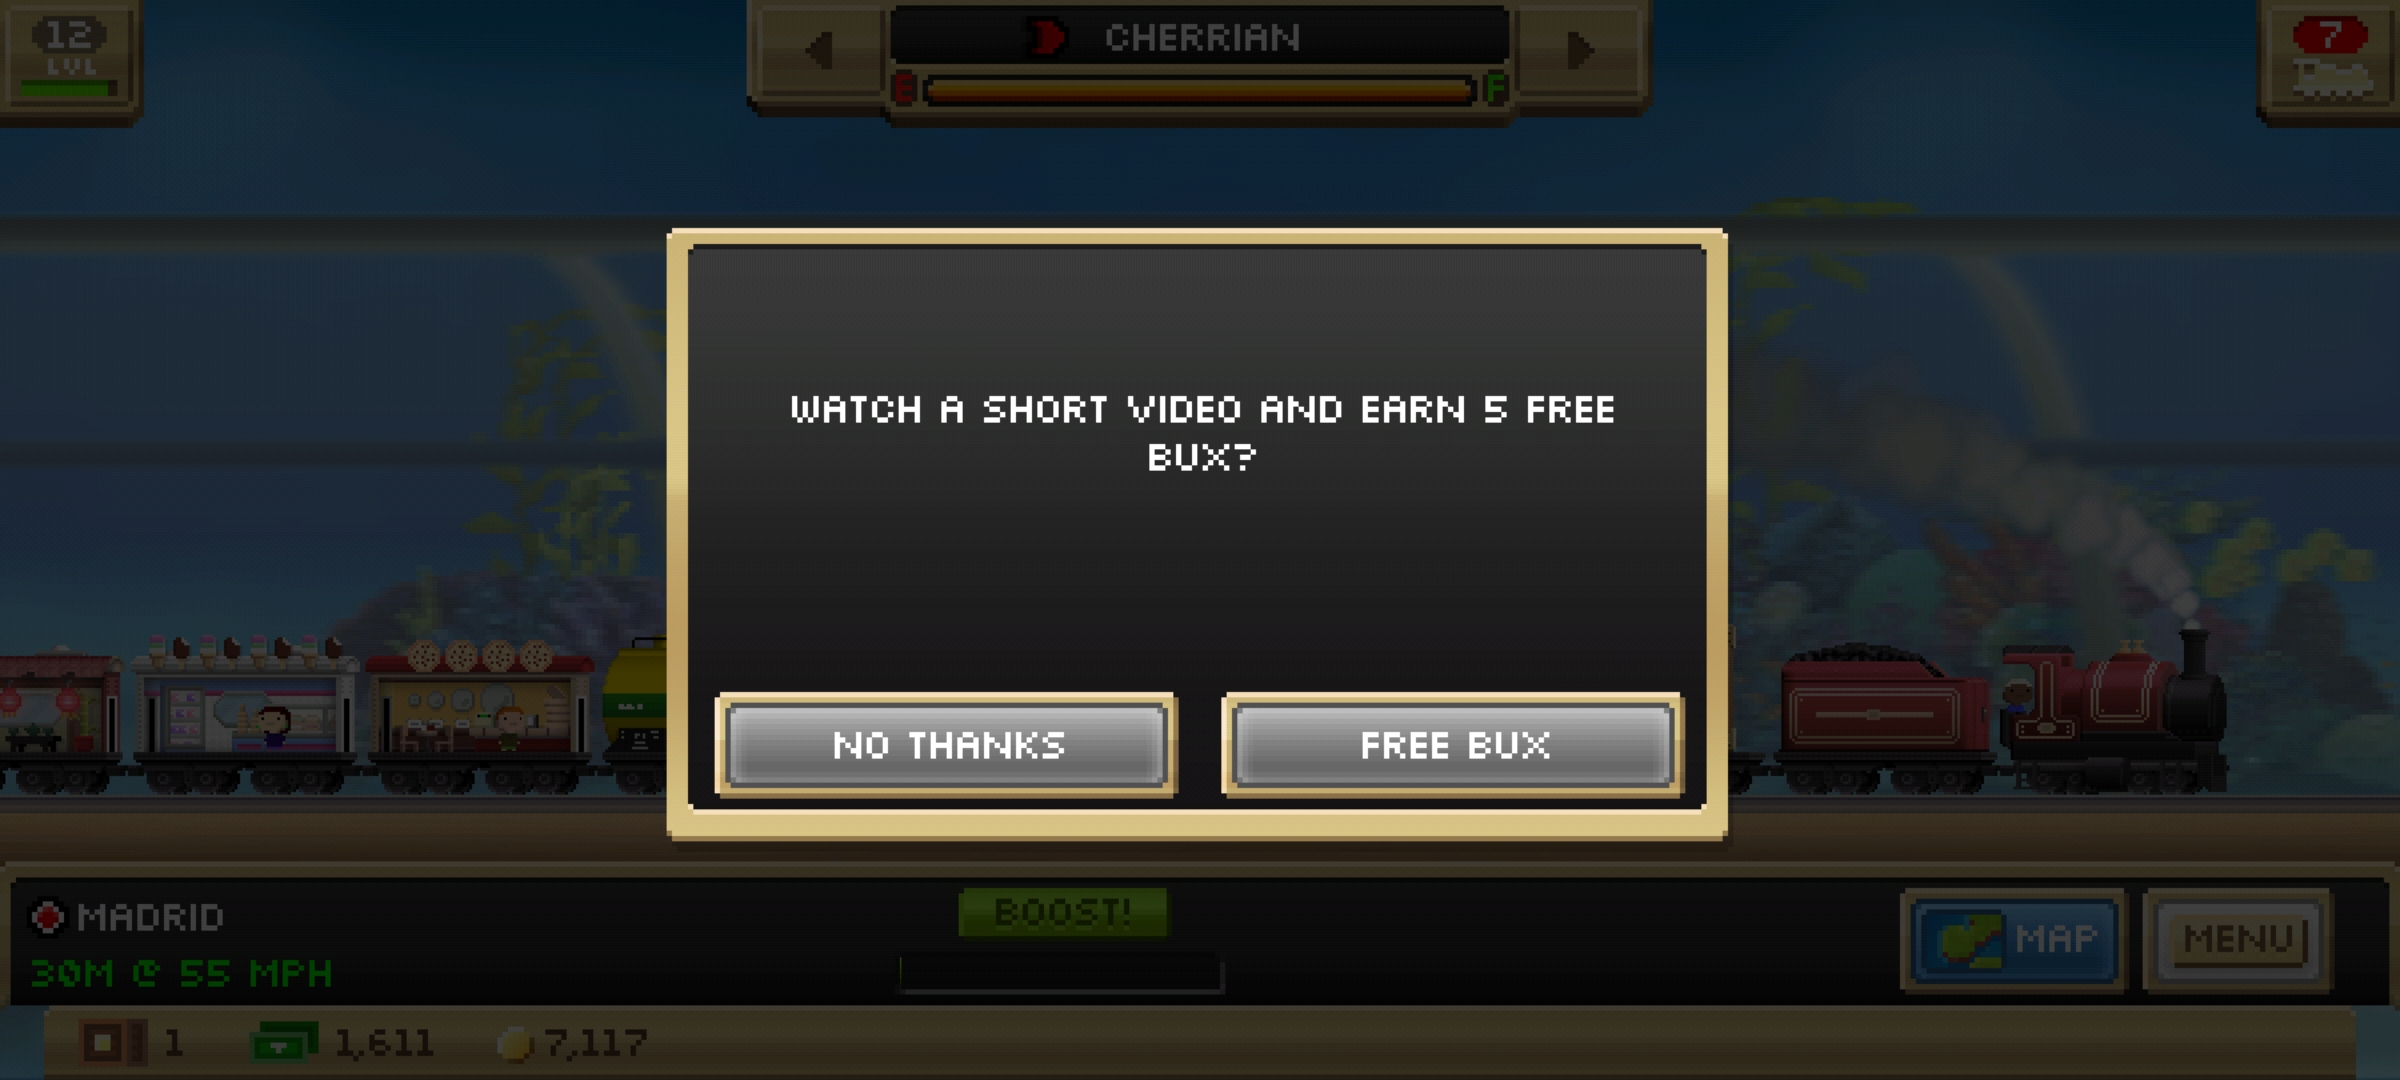 12
LVL
CHERRIAN
E F
7
WATCH A SHORT VIDEO AND EARN 5 FREE
BUX?
NO THANKS
FREE BUX
MADRID
30M @ 55 MPH
BOOST!
MAP
MENU
1
1,611
7,117